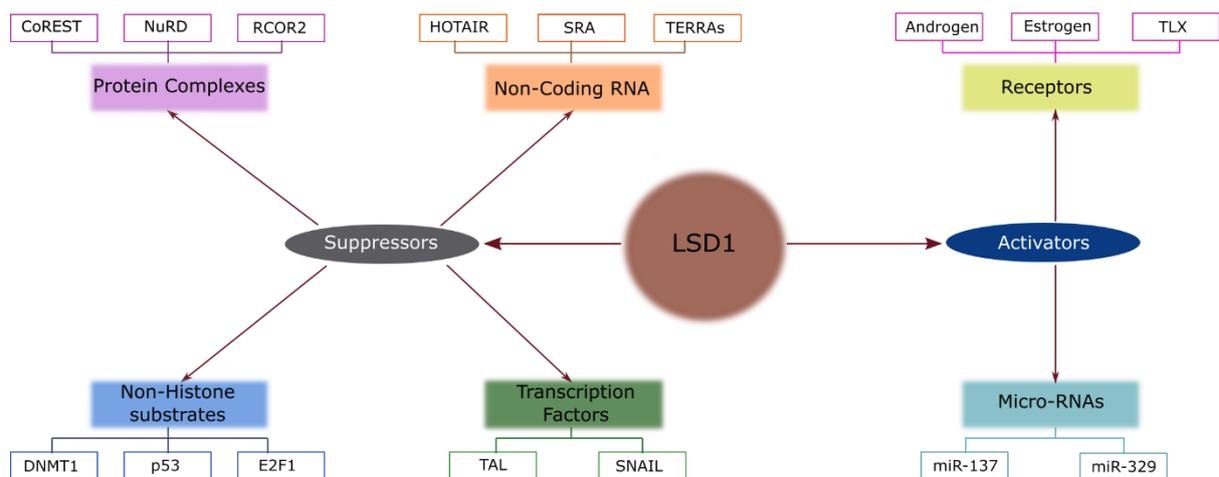 CoREST NuRD RCOR2 HOTAIR SRA TERRAs Androgen Estrogen TLX
Protein Complexes Non-Coding RNA Receptors
Suppressors LSD1 Activators
Non-Histone
substrates
Transcription
Factors
Micro-RNAs
DNMT1 p53 E2F1 TAL SNAIL miR-137 miR-329